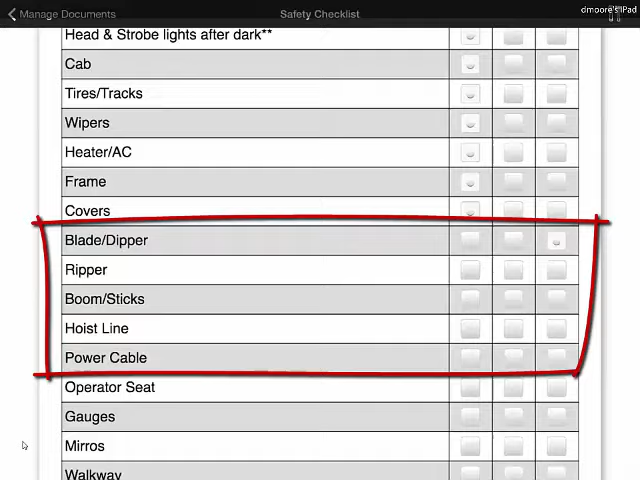 Manage Documents
Safety Checklist
dmoore's iPad
Head & Strobe lights after dark**
Cab
Tires/Tracks
Wipers
Heater/AC
Frame
Covers
Blade/Dipper
Ripper
Boom/Sticks
Hoist Line
Power Cable
Operator Seat
Gauges
Mirros
Walkway